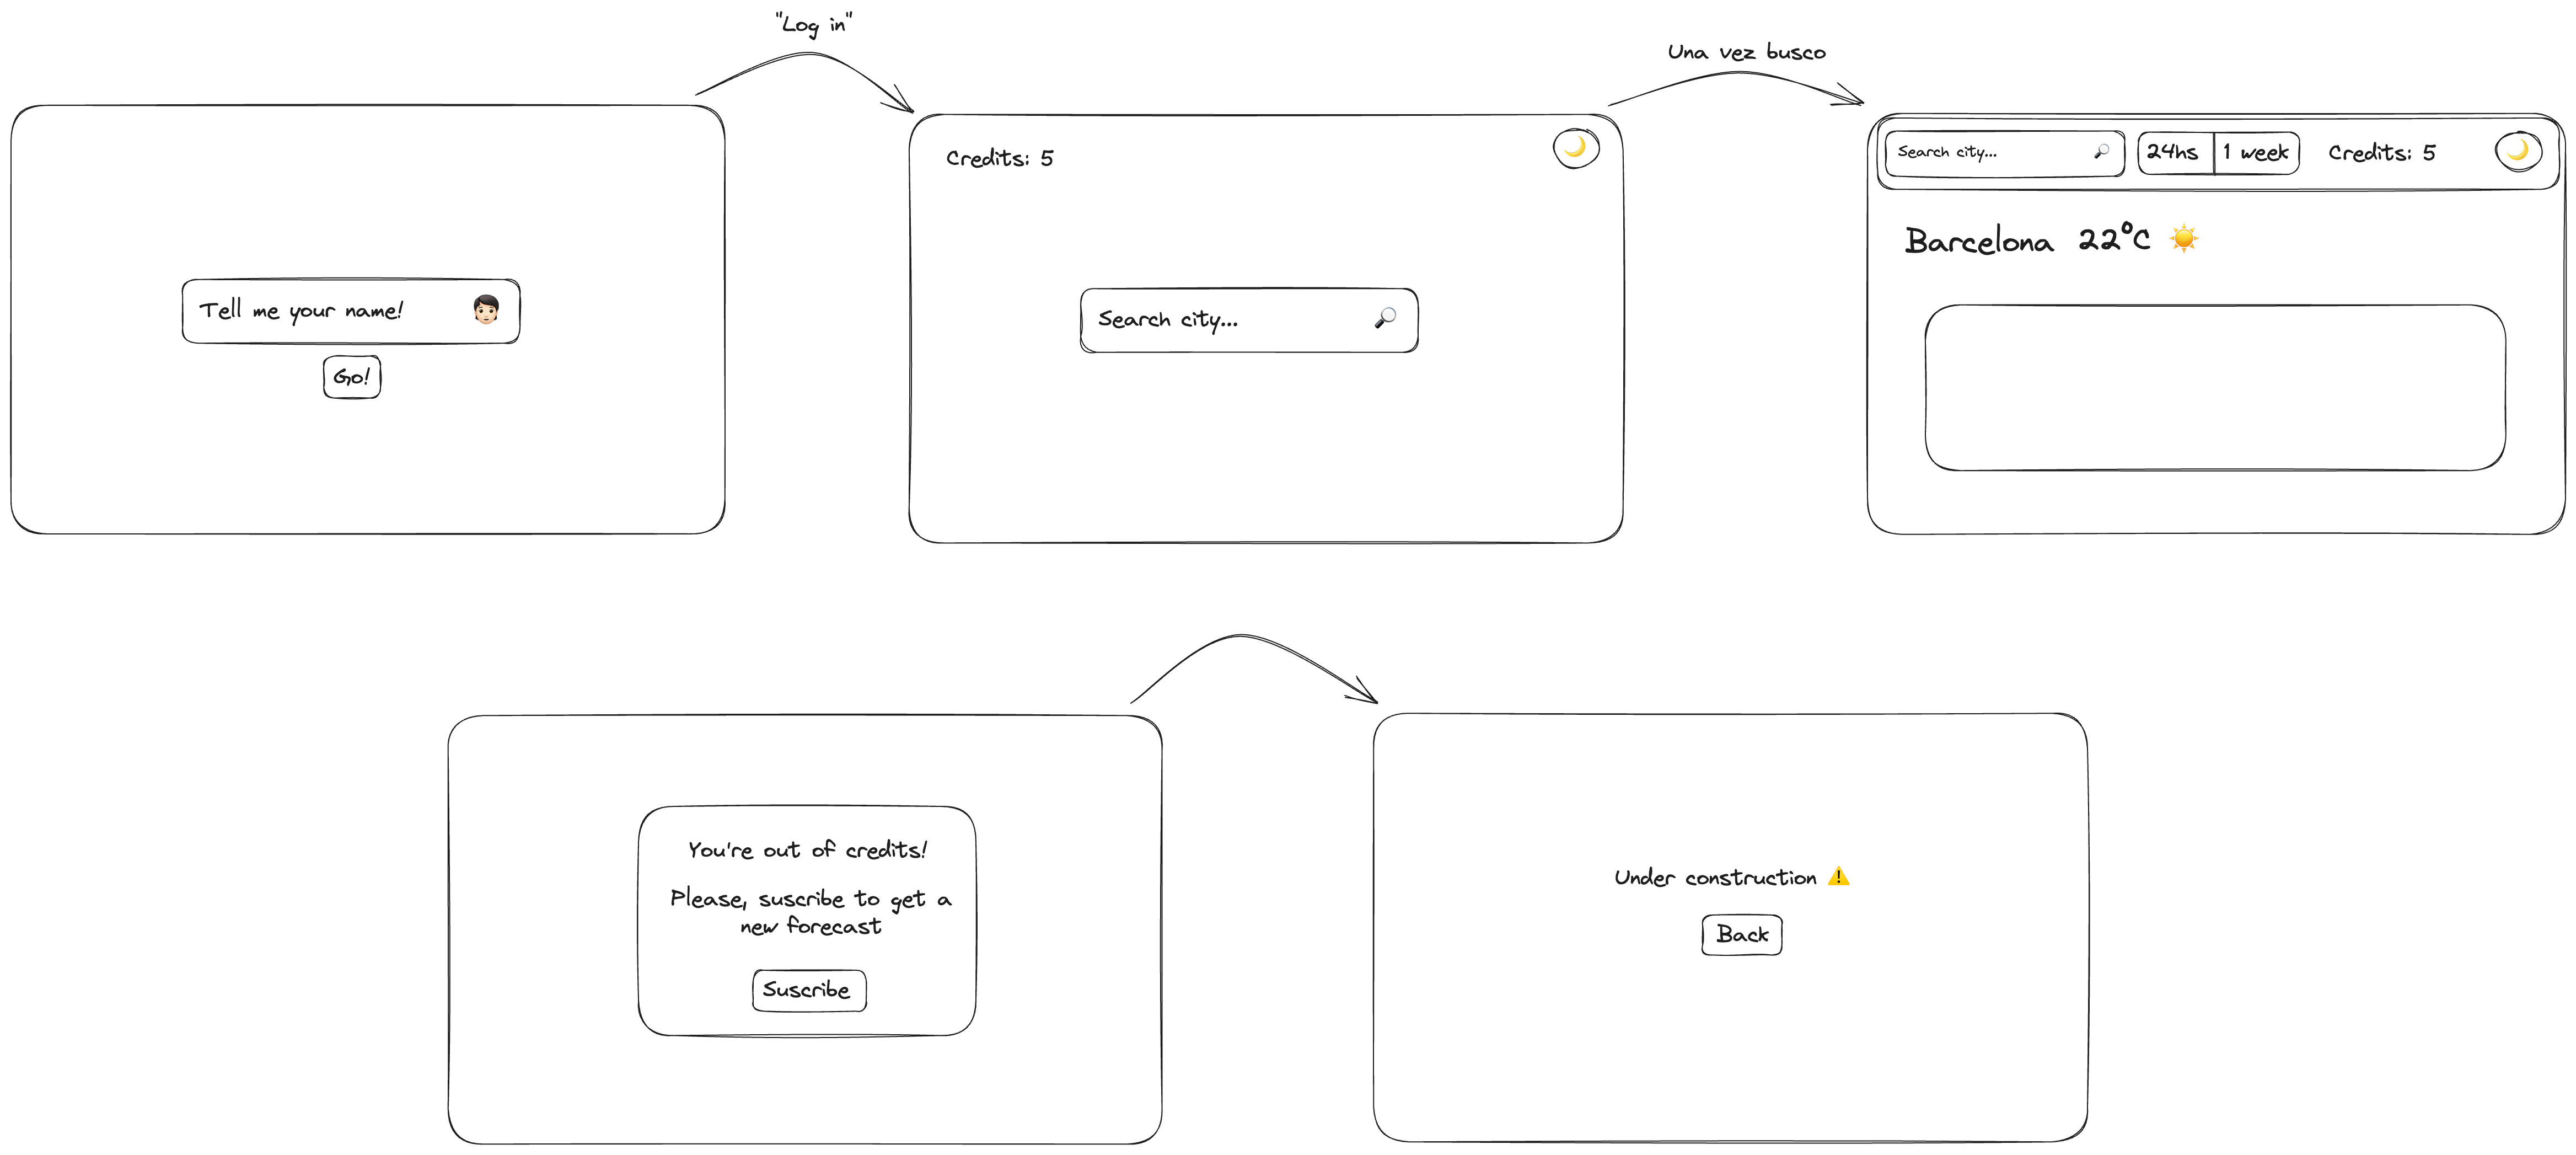 "Log in"
Una vez busco
Tell me your name!
Go!
Credits: 5
Search city...
Search city...
24hs
1 week
Credits: 5
Barcelona 22°C
You're out of credits!
Please, suscribe to get a
new forecast
Suscribe
Under construction
Back